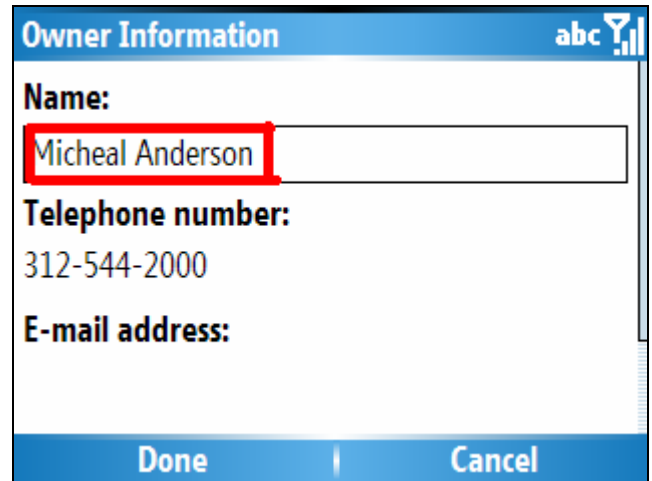 Owner Information abc
Name:
Micheal Anderson
Telephone number:
312-544-2000
E-mail address:
Done Cancel